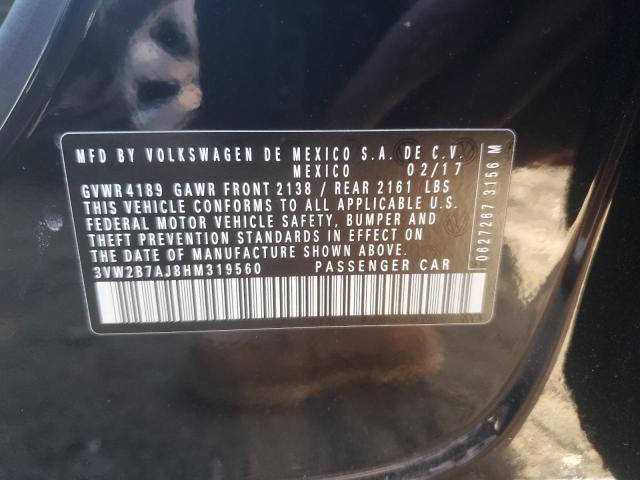 MFD BY VOLKSWAGEN DE MEXICO S.A. DE C.V.
MEXICO 02/17
GVWR 4189 GAWR FRONT 2138 / REAR 2161 LBS
THIS VEHICLE CONFORMS TO ALL APPLICABLE U.S.
FEDERAL MOTOR VEHICLE SAFETY, BUMPER AND
THEFT PREVENTION STANDARDS IN EFFECT ON
THE DATE OF MANUFACTURE SHOWN ABOVE.
3VW2B7AJ8HM319560 PASSENGER CAR
0627267 3156 M